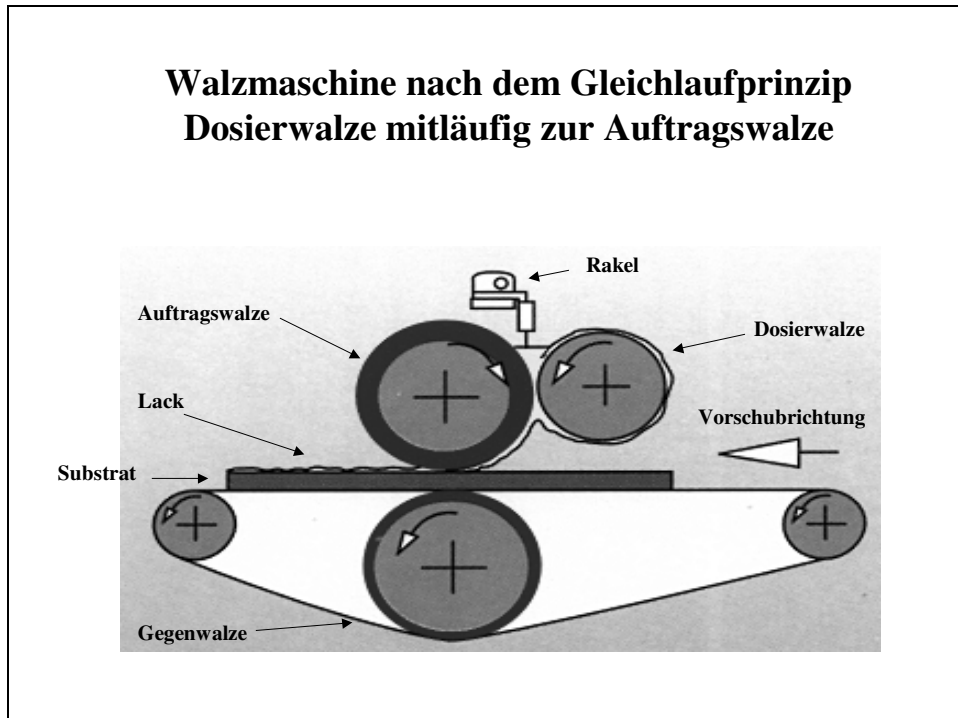 Walzmaschine nach dem Gleichlaufprinzip
Dosierwalze mitläufig zur Auftragswalze
Rakel
Auftragswalze
Dosierwalze
Lack
Vorschubrichtung
Substrat
Gegenwalze